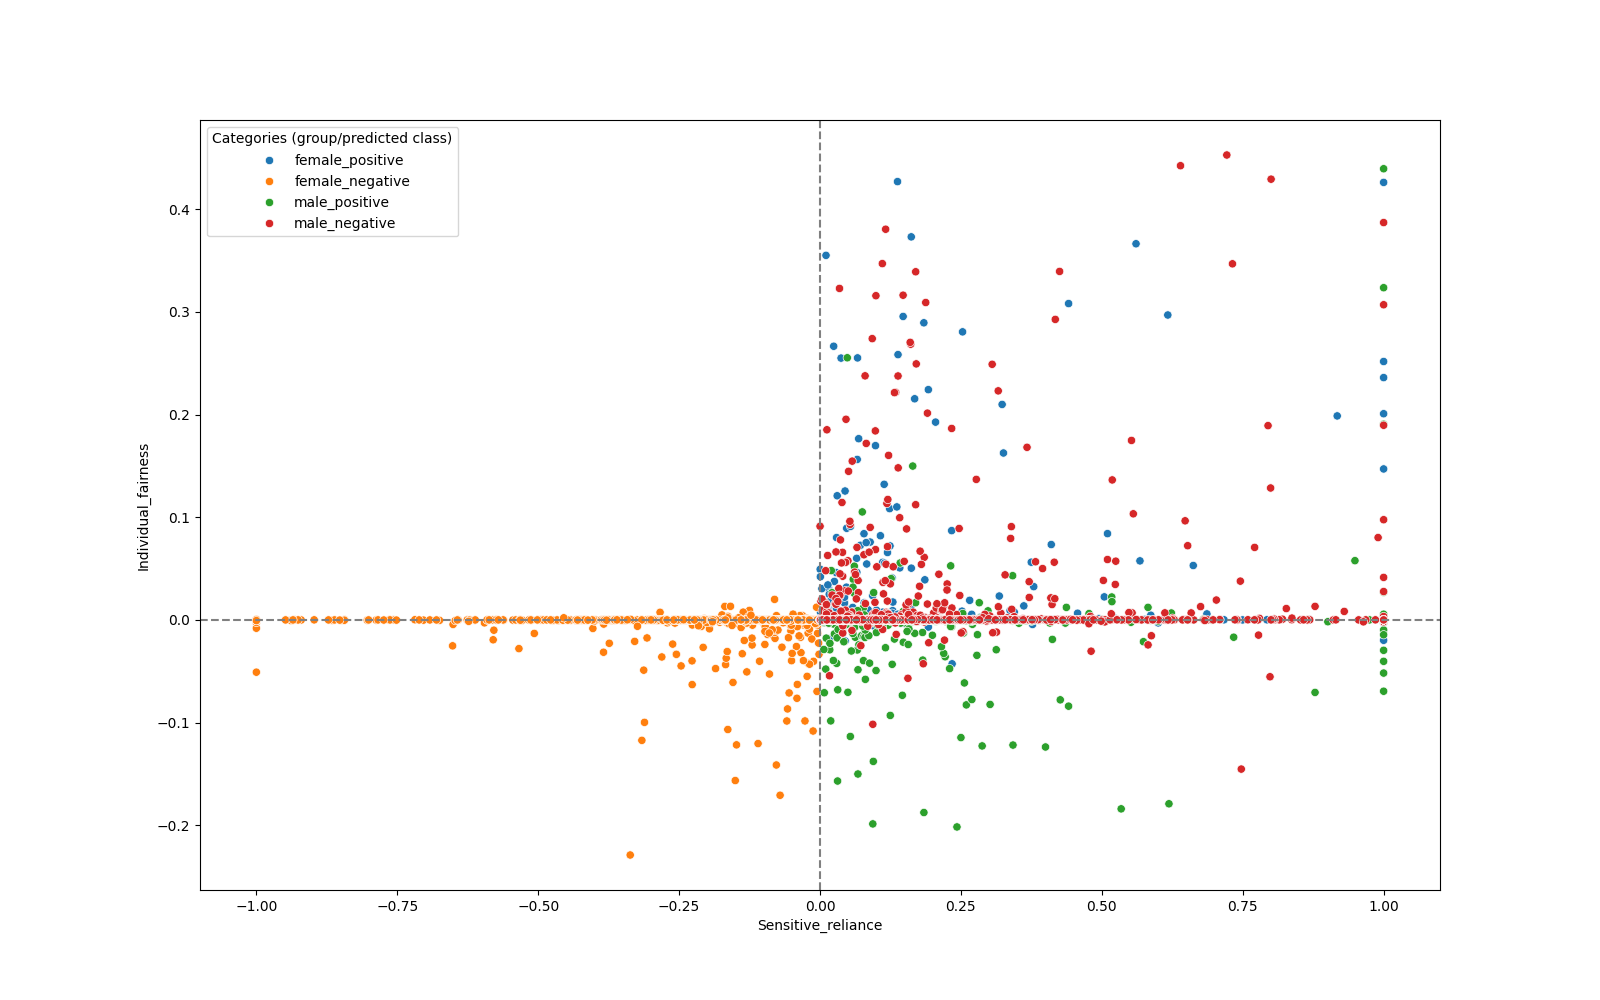 Categories (group/predicted class)
female_positive
female_negative
male_positive
male_negative
0.4
0.3
0.2
0.1
0.0
−0.1
−0.2
Individual_fairness
−1.00
−0.75
−0.50
−0.25
0.00
0.25
0.50
0.75
1.00
Sensitive_reliance